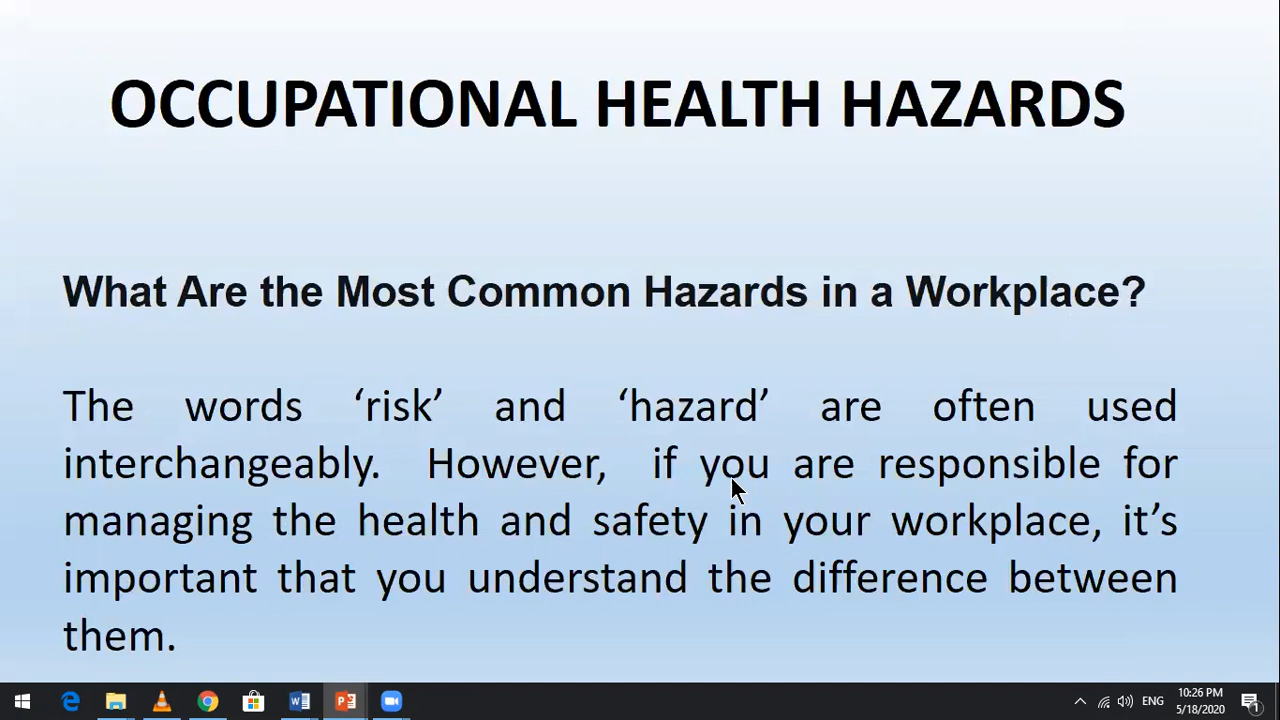 OCCUPATIONAL HEALTH HAZARDS
What Are the Most Common Hazards in a Workplace?
The words ‘risk’ and ‘hazard’ are often used
interchangeably. However, if you are responsible for
managing the health and safety in your workplace, it’s
important that you understand the difference between
them.
ENG
10:26 PM
5/18/2020
1